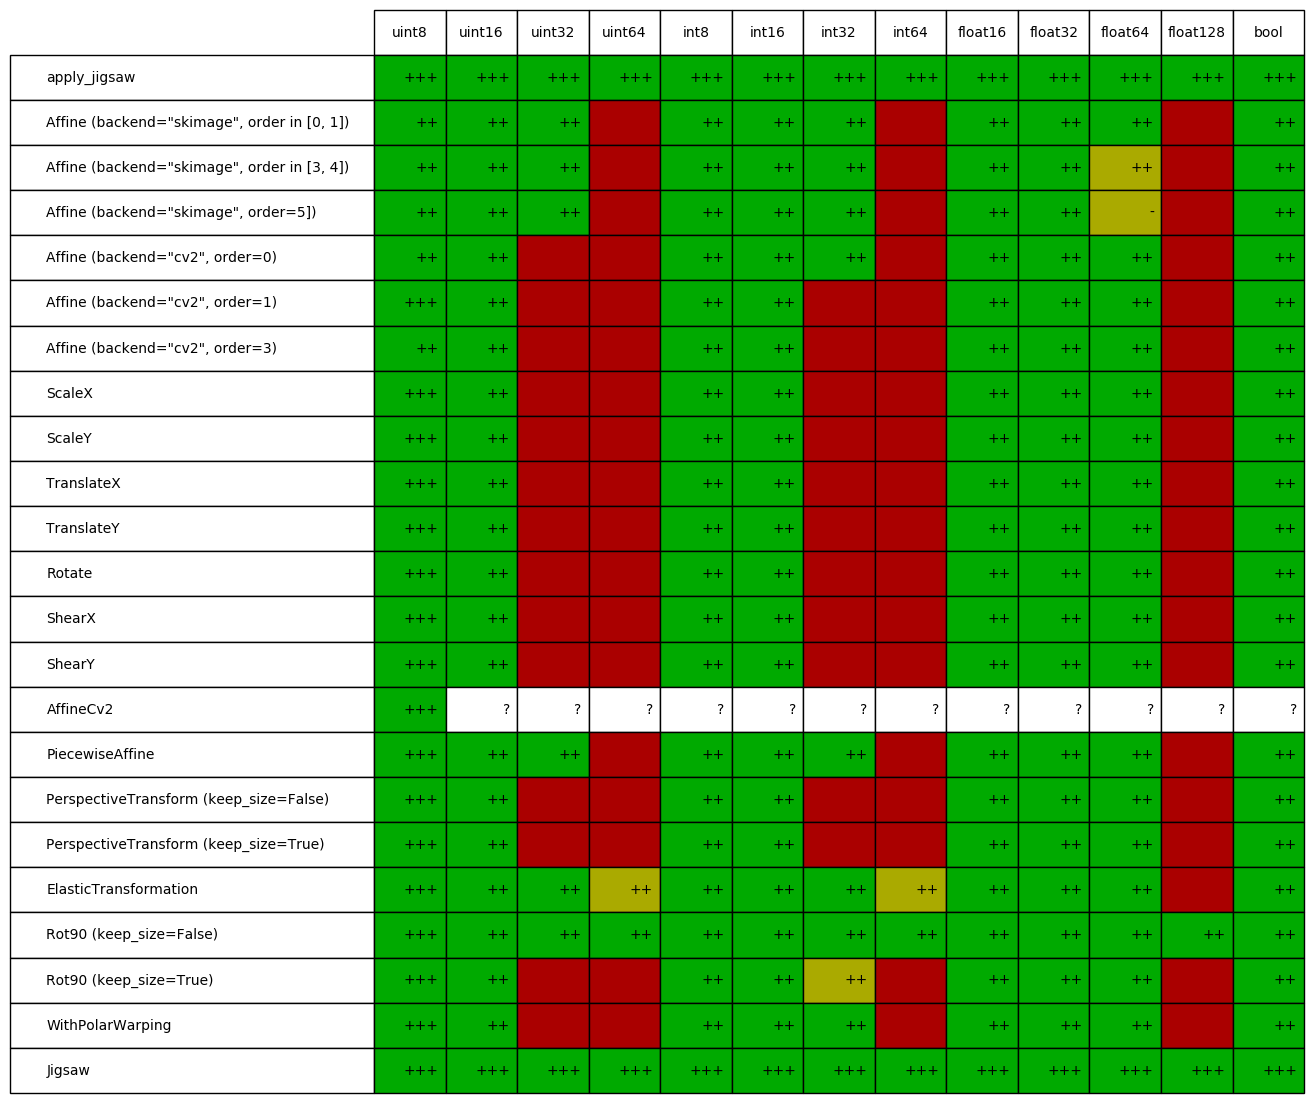 uint8 uint16 uint32 uint64 int8 int16 int32 int64 float16 float32 float64 float128 bool
apply_jigsaw +++ +++ +++ +++ +++ +++ +++ +++ +++ +++ +++ +++ +++
Affine (backend="skimage", order in [0, 1]) ++ ++ ++ ++ ++ ++ ++ ++ ++ ++
Affine (backend="skimage", order in [3, 4]) ++ ++ ++ ++ ++ ++ ++ ++ ++ ++
Affine (backend="skimage", order=5]) ++ ++ ++ ++ ++ ++ ++ ++ - ++
Affine (backend="cv2", order=0) ++ ++ ++ ++ ++ ++ ++ ++ ++
Affine (backend="cv2", order=1) +++ ++ ++ ++ ++ ++ ++ ++
Affine (backend="cv2", order=3) ++ ++ ++ ++ ++ ++ ++ ++
ScaleX +++ ++ ++ ++ ++ ++ ++ ++
ScaleY +++ ++ ++ ++ ++ ++ ++ ++
TranslateX +++ ++ ++ ++ ++ ++ ++ ++
TranslateY +++ ++ ++ ++ ++ ++ ++ ++
Rotate +++ ++ ++ ++ ++ ++ ++ ++
ShearX +++ ++ ++ ++ ++ ++ ++ ++
ShearY +++ ++ ++ ++ ++ ++ ++ ++
AffineCv2 +++ ? ? ? ? ? ? ? ? ? ? ? ?
PiecewiseAffine +++ ++ ++ ++ ++ ++ ++ ++ ++ ++
PerspectiveTransform (keep_size=False) +++ ++ ++ ++ ++ ++ ++ ++
PerspectiveTransform (keep_size=True) +++ ++ ++ ++ ++ ++ ++ ++
ElasticTransformation +++ ++ ++ ++ ++ ++ ++ ++ ++ ++ ++ ++
Rot90 (keep_size=False) +++ ++ ++ ++ ++ ++ ++ ++ ++ ++ ++ ++ ++
Rot90 (keep_size=True) +++ ++ ++ ++ ++ ++ ++ ++ ++
WithPolarWarping +++ ++ ++ ++ ++ ++ ++ ++ ++
Jigsaw +++ +++ +++ +++ +++ +++ +++ +++ +++ +++ +++ +++ +++